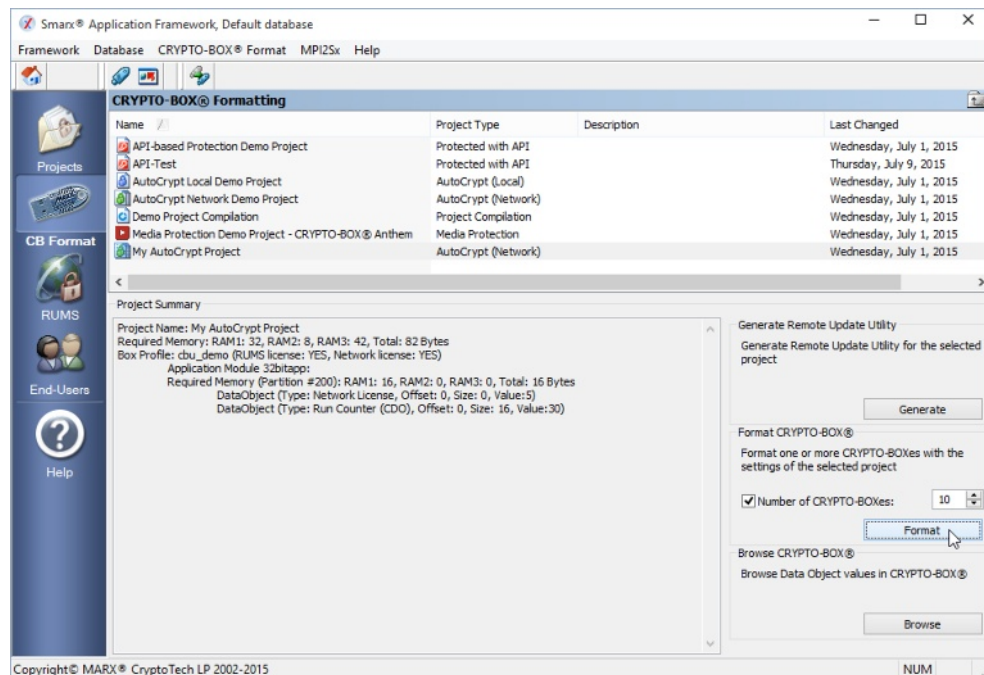 Smarx® Application Framework, Default database
Framework Database CRYPTO-BOX® Format MPI2Sx Help
CRYPTO-BOX® Formatting
Name Project Type Description Last Changed
API-based Protection Demo Project Protected with API Wednesday, July 1, 2015
API-Test Protected with API Thursday, July 9, 2015
AutoCrypt Local Demo Project AutoCrypt (Local) Wednesday, July 1, 2015
AutoCrypt Network Demo Project AutoCrypt (Network) Wednesday, July 1, 2015
Demo Project Compilation Project Compilation Wednesday, July 1, 2015
Media Protection Demo Project - CRYPTO-BOX® Anthem Media Protection Wednesday, July 1, 2015
My AutoCrypt Project AutoCrypt (Network) Wednesday, July 1, 2015
Projects
CB Format
RUMS
End-Users
Help
Project Summary
Project Name: My AutoCrypt Project
Required Memory: RAM1: 32, RAM2: 8, RAM3: 42, Total: 82 Bytes
Box Profile: cbu_demo (RUMS license: YES, Network license: YES)
Application Module 32bitapp:
Required Memory (Partition #200): RAM1: 16, RAM2: 0, RAM3: 0, Total: 16 Bytes
DataObject (Type: Network License, Offset: 0, Size: 0, Value:5)
DataObject (Type: Run Counter (CDO), Offset: 0, Size: 16, Value:30)
Generate Remote Update Utility
Generate Remote Update Utility for the selected
project
Generate
Format CRYPTO-BOX®
Format one or more CRYPTO-BOXes with the
settings of the selected project
Number of CRYPTO-BOXes: 10
Format
Browse CRYPTO-BOX®
Browse Data Object values in CRYPTO-BOX®
Browse
Copyright© MARX® CryptoTech LP 2002-2015 NUM